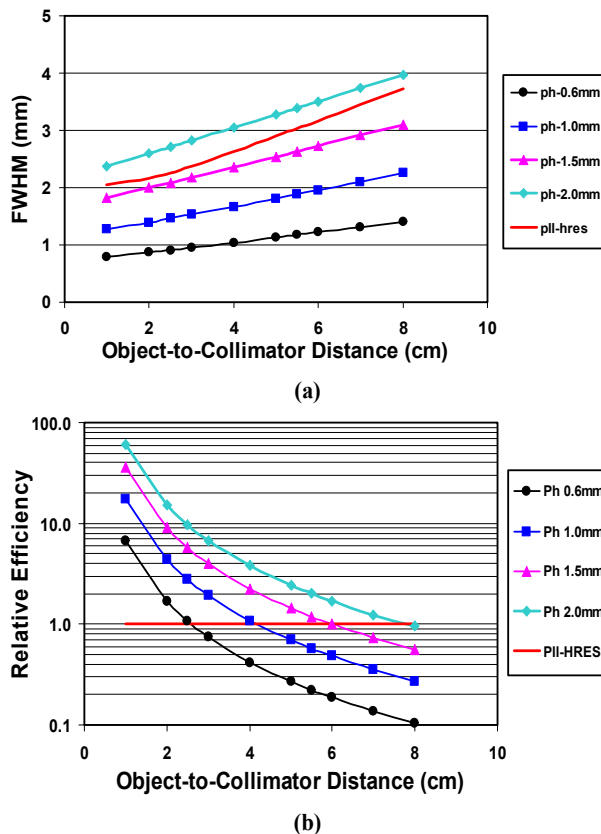 (a)
5
4
3
2
1
0
FWHM (mm)
0 2 4 6 8 10
Object-to-Collimator Distance (cm)
ph-0.6mm
ph-1.0mm
ph-1.5mm
ph-2.0mm
pll-hres
(a)
100.0
10.0
1.0
0.1
Relative Efficiency
0 2 4 6 8 10
Object-to-Collimator Distance (cm)
Ph 0.6mm
Ph 1.0mm
Ph 1.5mm
Ph 2.0mm
Pll-HRES
(b)